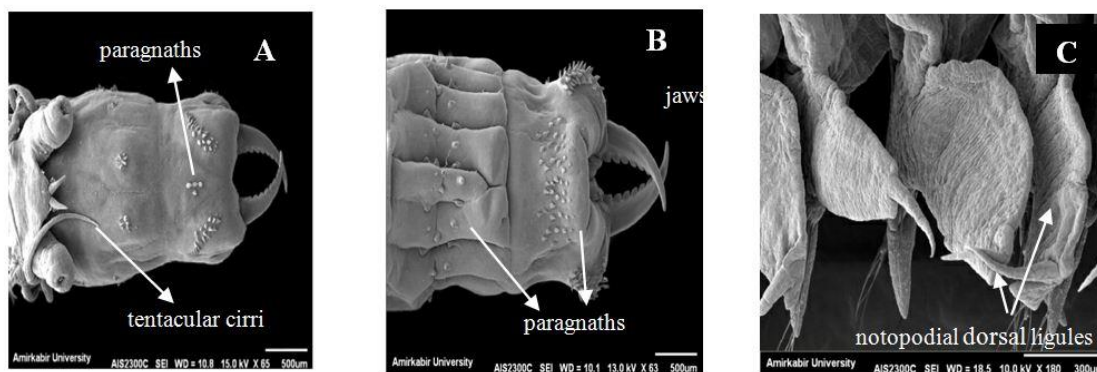 paragnaths
A
tentacular cirri
Amirkabir University AIS2300C SEI WD = 10.8 15.0 kV X 65 500um
B
jaws
paragnaths
Amirkabir University AIS2300C SEI WD = 10.1 13.0 kV X 63 500um
C
notopodial dorsal ligules
Amirkabir University AIS2300C SEI WD = 18.5 10.0 kV X 180 300um